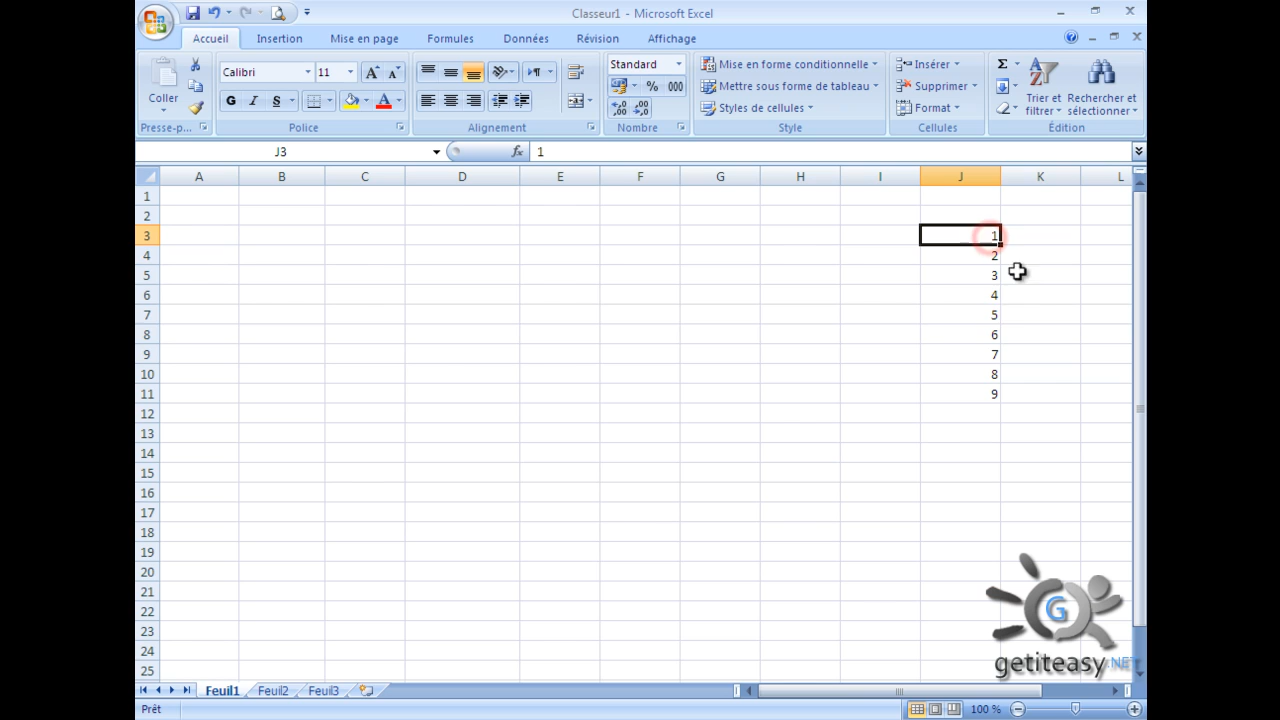 Classeur1 - Microsoft Excel
Accueil Insertion Mise en page Formules Données Révision Affichage
Calibri 11 Standard Mise en forme conditionnelle Insérer Σ
Coller G I S A % 000 Mettre sous forme de tableau Supprimer Trier et filtrer Rechercher et sélectionner
Styles de cellules Format
Presse-p... Police Alignement Nombre Style Cellules Édition
J3 fx 1
A B C D E F G H I J K L
1
2
3 1
4 2
5 3
6 4
7 5
8 6
9 7
10 8
11 9
12
13
14
15
16
17
18
19
20
21
22
23
24
25
G
getiteasy.NET
Feuil1 Feuil2 Feuil3
Prêt 100 %